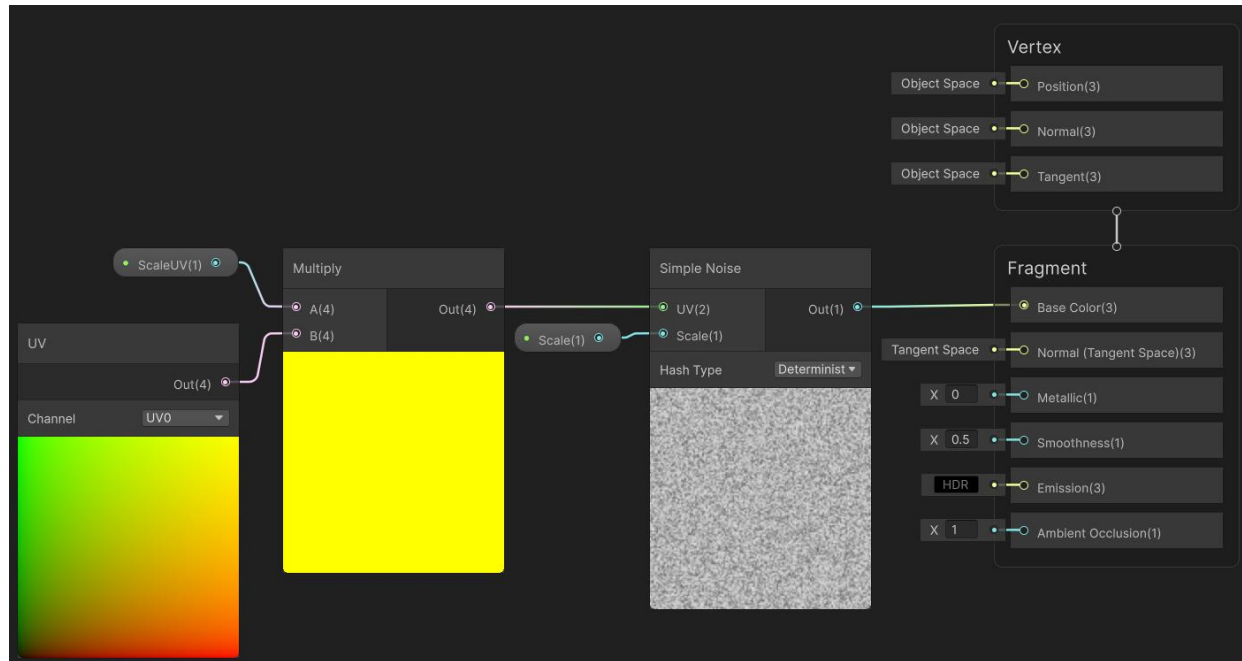 Vertex
Object Space Position(3)
Object Space Normal(3)
Object Space Tangent(3)
ScaleUV(1)
Multiply
A(4) Out(4)
B(4)
UV
Out(4)
Channel UV0
Scale(1)
Simple Noise
UV(2) Out(1)
Scale(1)
Hash Type Determinist
Fragment
Base Color(3)
Tangent Space Normal (Tangent Space)(3)
X 0 Metallic(1)
X 0.5 Smoothness(1)
HDR Emission(3)
X 1 Ambient Occlusion(1)